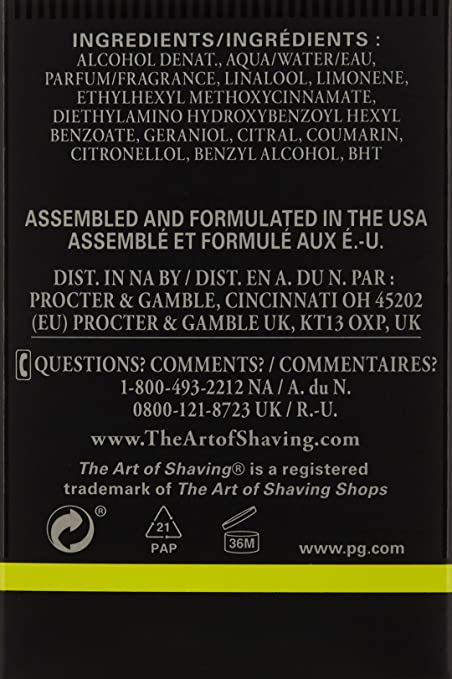 INGREDIENTS/INGRÉDIENTS :
ALCOHOL DENAT., AQUA/WATER/EAU,
PARFUM/FRAGRANCE, LINALOOL, LIMONENE,
ETHYLHEXYL METHOXYCINNAMATE,
DIETHYLAMINO HYDROXYBENZOYL HEXYL
BENZOATE, GERANIOL, CITRAL, COUMARIN,
CITRONELLOL, BENZYL ALCOHOL, BHT
ASSEMBLED AND FORMULATED IN THE USA
ASSEMBLÉ ET FORMULÉ AUX É.-U.
DIST. IN NA BY / DIST. EN A. DU N. PAR :
PROCTER & GAMBLE, CINCINNATI OH 45202
(EU) PROCTER & GAMBLE UK, KT13 OXP, UK
QUESTIONS? COMMENTS? / COMMENTAIRES?
1-800-493-2212 NA / A. du N.
0800-121-8723 UK / R.-U.
www.TheArtofShaving.com
The Art of Shaving® is a registered
trademark of The Art of Shaving Shops
®
21
PAP
36M
www.pg.com